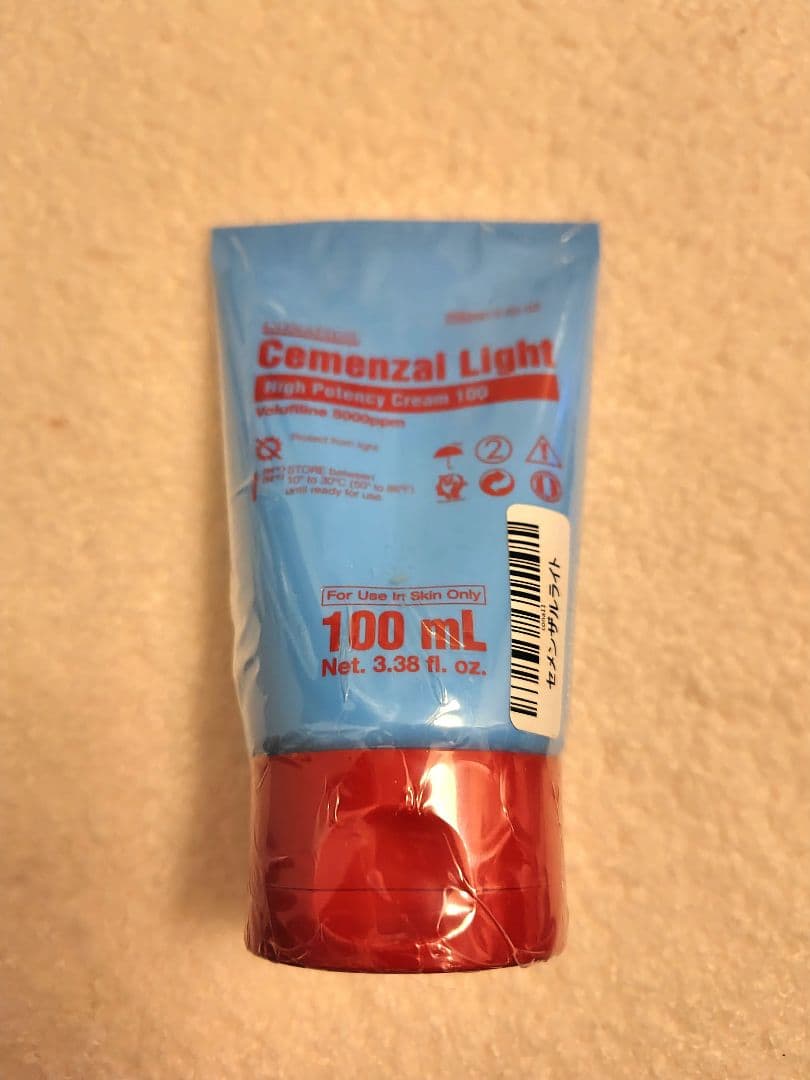 Cemenzal Light
High Potency Cream 100
Volufiline 5000ppm
Protect from light
STORE between
10° to 30°C (50° to 86°F)
until ready for use
2
For Use In Skin Only
100 mL
Net. 3.38 fl. oz.
セメンザルライト